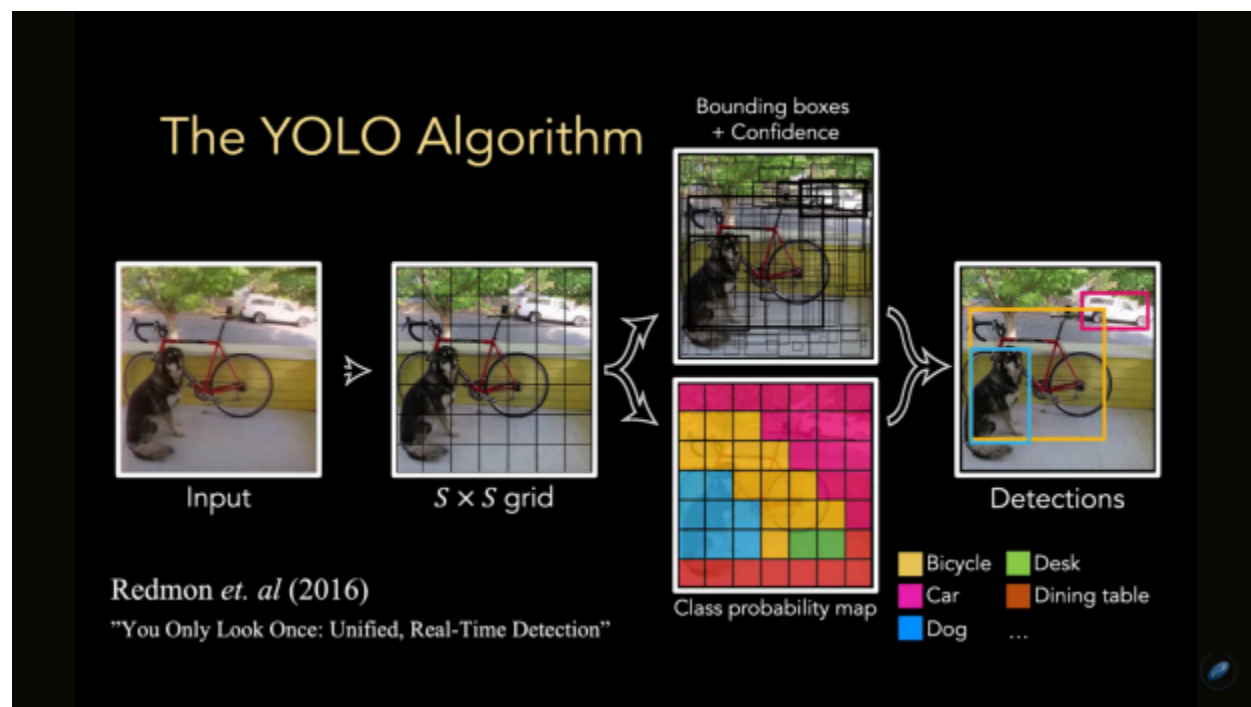 The YOLO Algorithm
Bounding boxes
+ Confidence
Input
S × S grid
Class probability map
Detections
Bicycle
Desk
Car
Dining table
Dog
...
Redmon et. al (2016)
"You Only Look Once: Unified, Real-Time Detection"